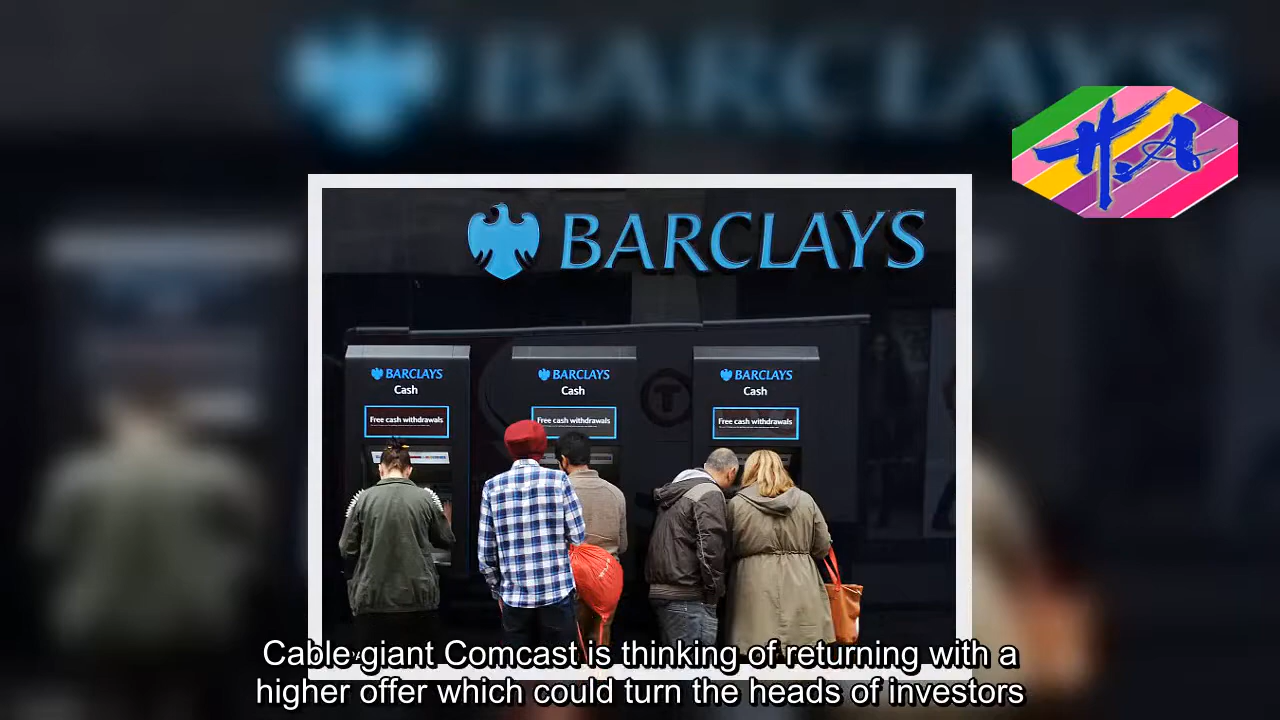 BARCLAYS
H.A
BARCLAYS
BARCLAYS
Cash
Free cash withdrawals
BARCLAYS
Cash
Free cash withdrawals
BARCLAYS
Cash
Free cash withdrawals
T
Cable giant Comcast is thinking of returning with a
higher offer which could turn the heads of investors